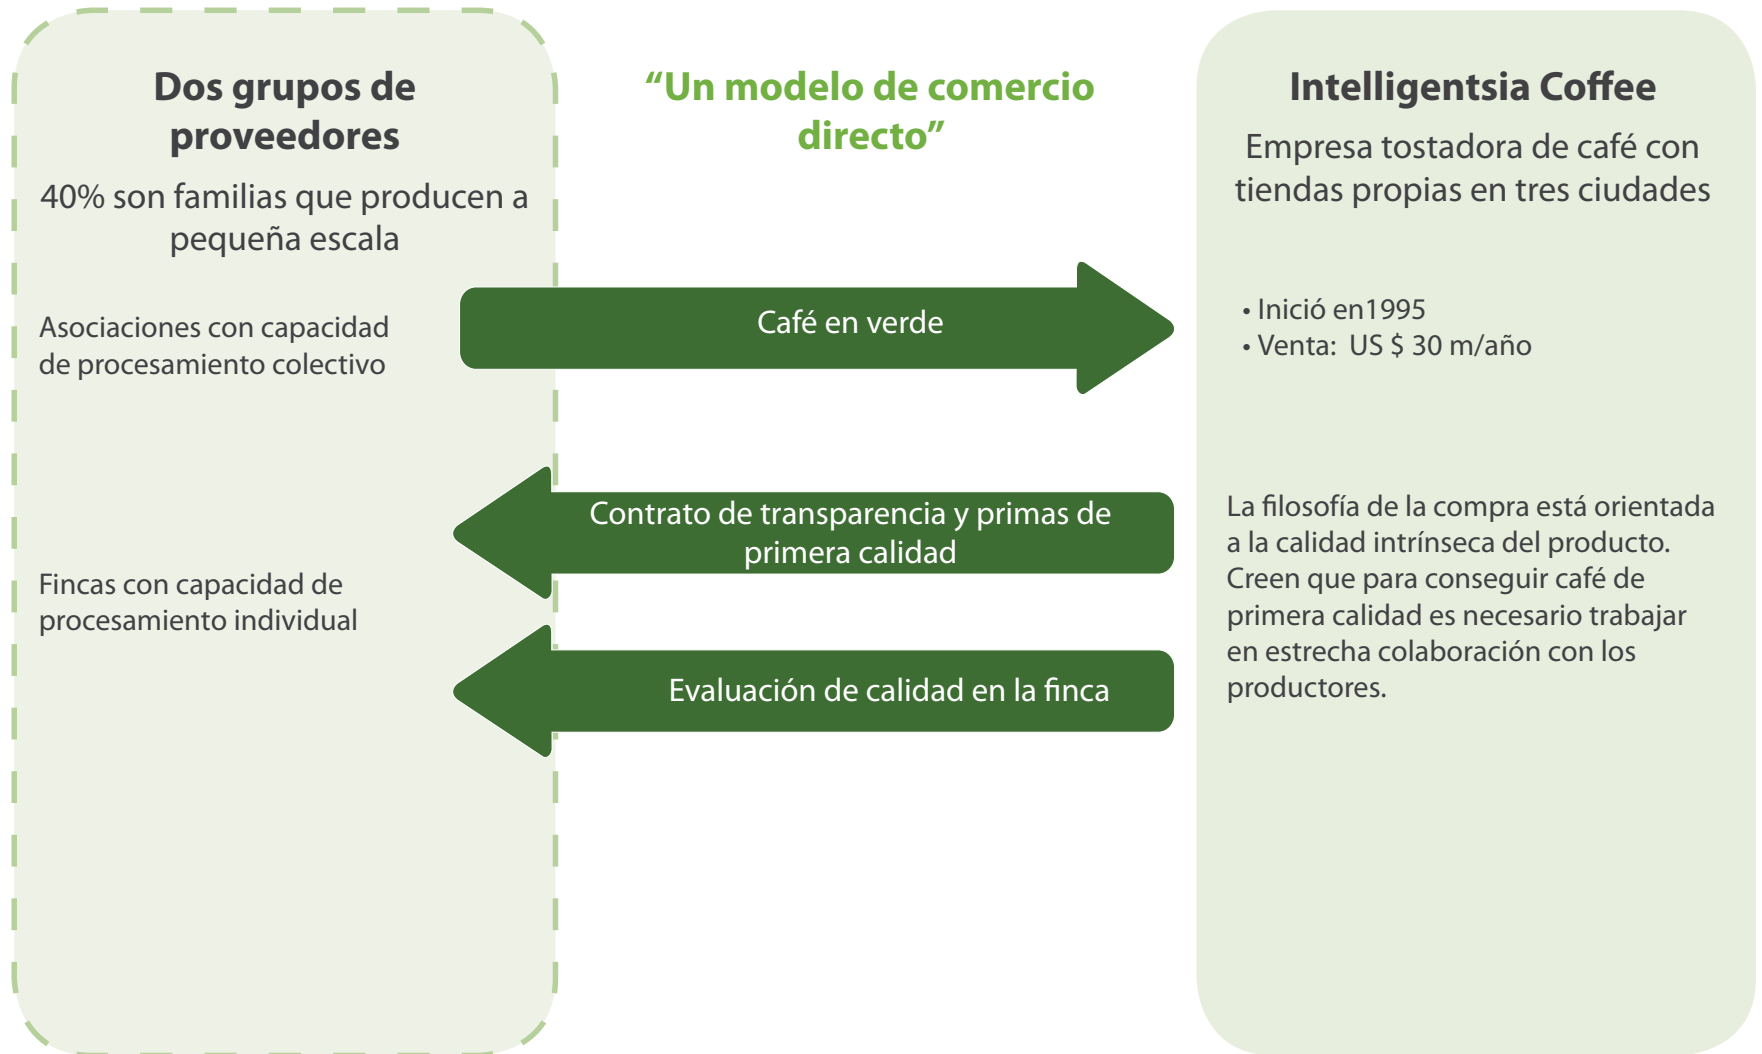 Dos grupos de
proveedores
40% son familias que producen a
pequeña escala
Asociaciones con capacidad
de procesamiento colectivo
Fincas con capacidad de
procesamiento individual
“Un modelo de comercio
directo”
Café en verde
Contrato de transparencia y primas de
primera calidad
Evaluación de calidad en la finca
Intelligentsia Coffee
Empresa tostadora de café con
tiendas propias en tres ciudades
• Inició en1995
• Venta:  US $ 30 m/año
La filosofía de la compra está orientada
a la calidad intrínseca del producto.
Creen que para conseguir café de
primera calidad es necesario trabajar
en estrecha colaboración con los
productores.